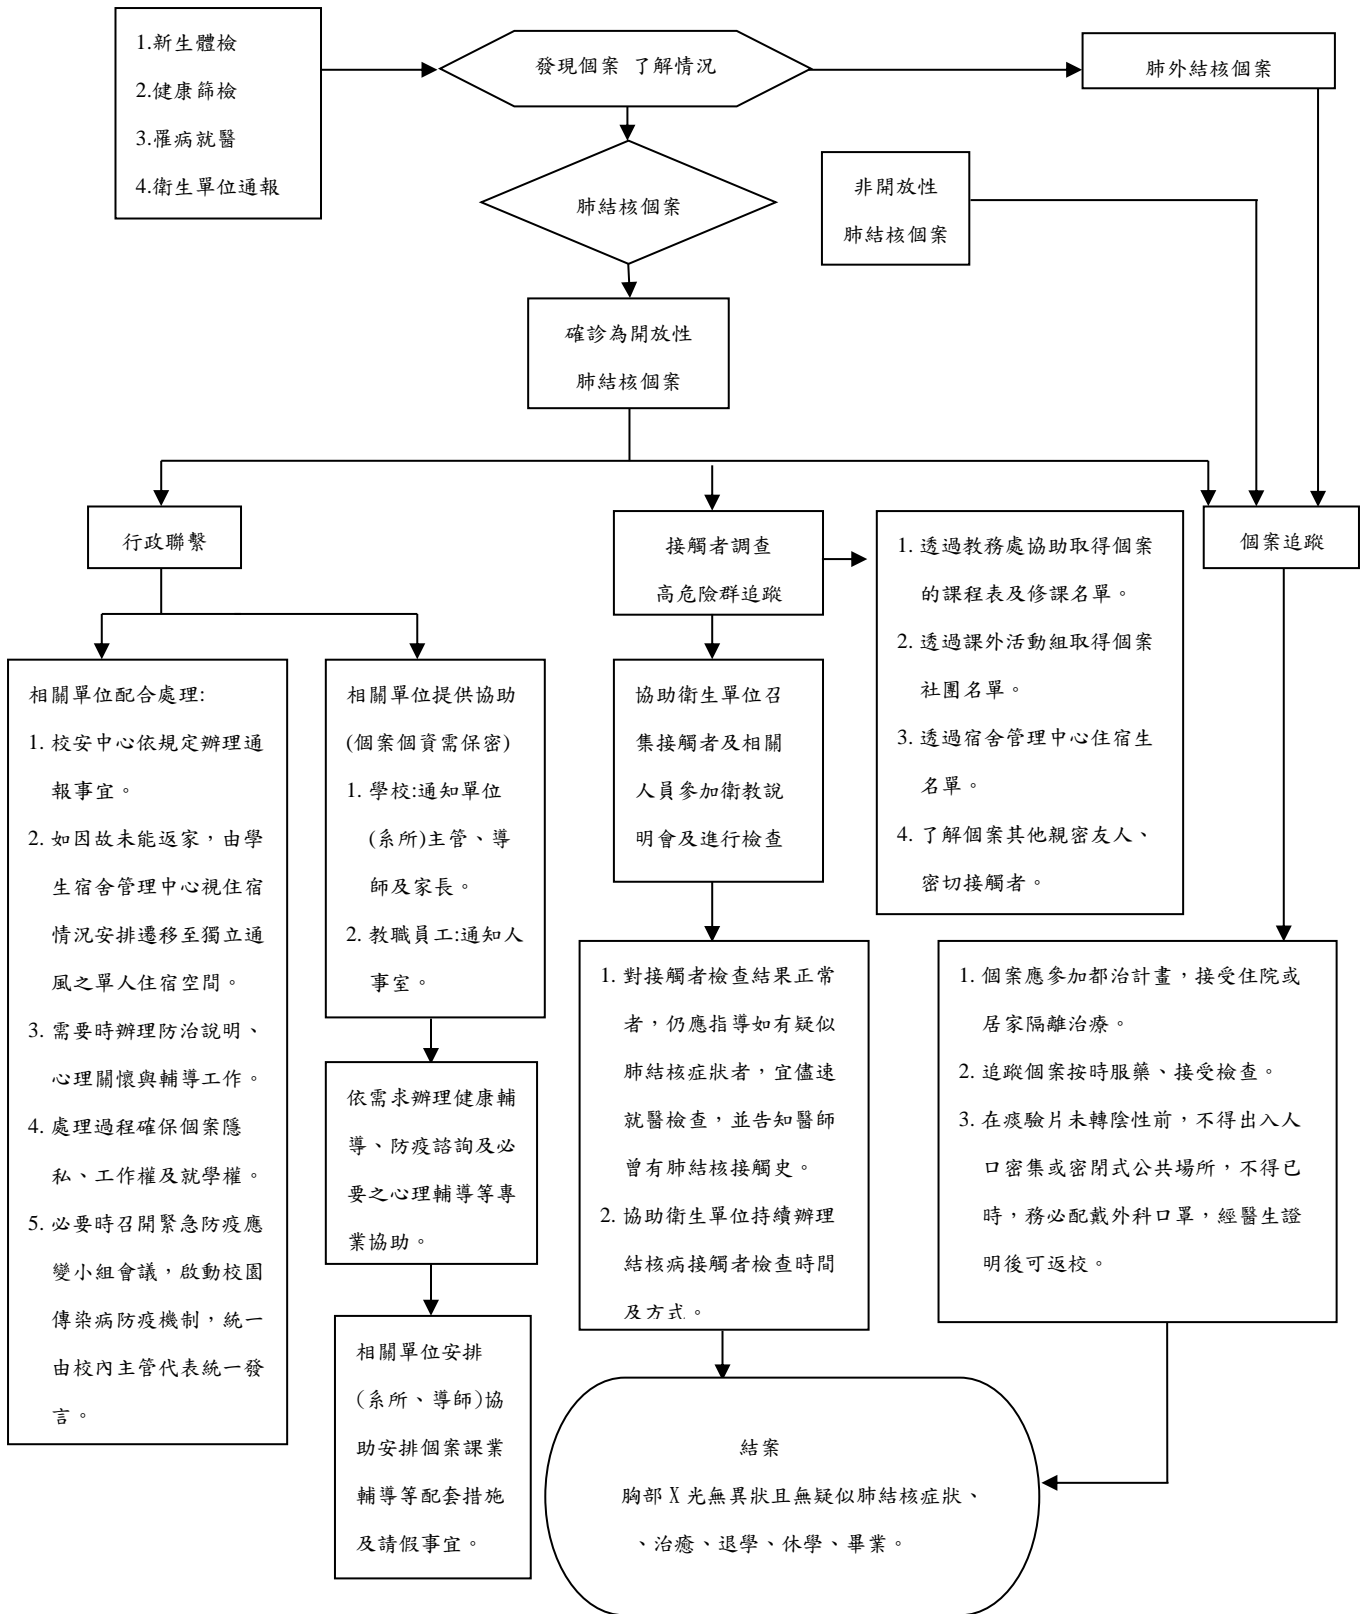 1.新生體檢
2.健康篩檢
3.罹病就醫
4.衛生單位通報
發現個案 了解情況
肺外結核個案
肺結核個案
非開放性
肺結核個案
確診為開放性
肺結核個案
行政聯繫
接觸者調查
高危險群追蹤
1. 透過教務處協助取得個案
的課程表及修課名單。
2. 透過課外活動組取得個案
社團名單。
3. 透過宿舍管理中心住宿生
名單。
4. 了解個案其他親密友人、
密切接觸者。
個案追蹤
相關單位配合處理:
1. 校安中心依規定辦理通
報事宜。
2. 如因故未能返家，由學
生宿舍管理中心視住宿
情況安排遷移至獨立通
風之單人住宿空間。
3. 需要時辦理防治說明、
心理關懷與輔導工作。
4. 處理過程確保個案隱
私、工作權及就學權。
5. 必要時召開緊急防疫應
變小組會議，啟動校園
傳染病防疫機制，統一
由校內主管代表統一發
言。
相關單位提供協助
(個案個資需保密)
1. 學校:通知單位
(系所)主管、導
師及家長。
2. 教職員工:通知人
事室。
依需求辦理健康輔
導、防疫諮詢及必
要之心理輔導等專
業協助。
相關單位安排
(系所、導師)協
助安排個案課業
輔導等配套措施
及請假事宜。
協助衛生單位召
集接觸者及相關
人員參加衛教說
明會及進行檢查
1. 對接觸者檢查結果正常
者，仍應指導如有疑似
肺結核症狀者，宜儘速
就醫檢查，並告知醫師
曾有肺結核接觸史。
2. 協助衛生單位持續辦理
結核病接觸者檢查時間
及方式。
1. 個案應參加都治計畫，接受住院或
居家隔離治療。
2. 追蹤個案按時服藥、接受檢查。
3. 在痰驗片未轉陰性前，不得出入人
口密集或密閉式公共場所，不得已
時，務必配戴外科口罩，經醫生證
明後可返校。
結案
胸部 X 光無異狀且無疑似肺結核症狀、
、治癒、退學、休學、畢業。